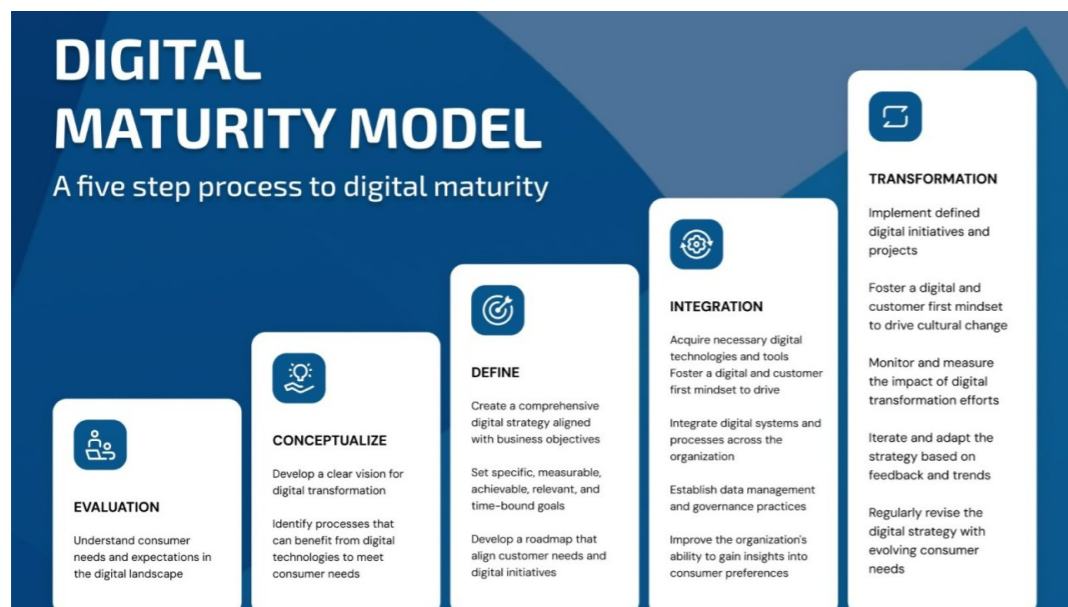 DIGITAL
MATURITY MODEL
A five step process to digital maturity
EVALUATION
Understand consumer
needs and expectations in
the digital landscape
CONCEPTUALIZE
Develop a clear vision for
digital transformation
Identify processes that
can benefit from digital
technologies to meet
consumer needs
DEFINE
Create a comprehensive
digital strategy aligned
with business objectives
Set specific, measurable,
achievable, relevant, and
time-bound goals
Develop a roadmap that
align customer needs and
digital initiatives
INTEGRATION
Acquire necessary digital
technologies and tools
Foster a digital and customer
first mindset to drive
Integrate digital systems and
processes across the
organization
Establish data management
and governance practices
Improve the organization's
ability to gain insights into
consumer preferences
TRANSFORMATION
Implement defined
digital initiatives and
projects
Foster a digital and
customer first mindset
to drive cultural change
Monitor and measure
the impact of digital
transformation efforts
Iterate and adapt the
strategy based on
feedback and trends
Regularly revise the
digital strategy with
evolving consumer
needs